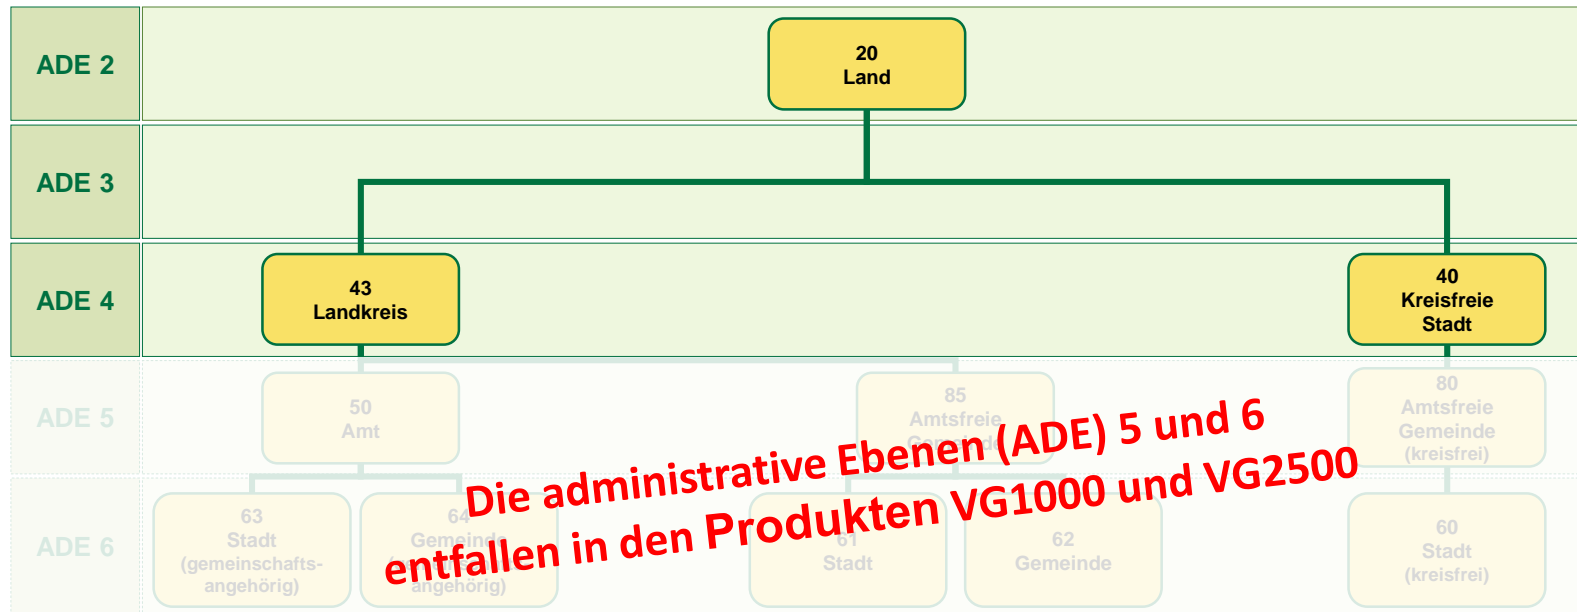 ADE 2
20
Land
ADE 3
ADE 4
43
Landkreis
40
Kreisfreie
Stadt
ADE 5
50
Amt
85
Amtsfreie
Gemeinde
80
Amtsfreie
Gemeinde
(kreisfrei)
Die administrative Ebenen (ADE) 5 und 6
entfallen in den Produkten VG1000 und VG2500
ADE 6
63
Stadt
(gemeinschafts-
angehörig)
64
Gemeinde
angehörig)
61
Stadt
62
Gemeinde
60
Stadt
(kreisfrei)